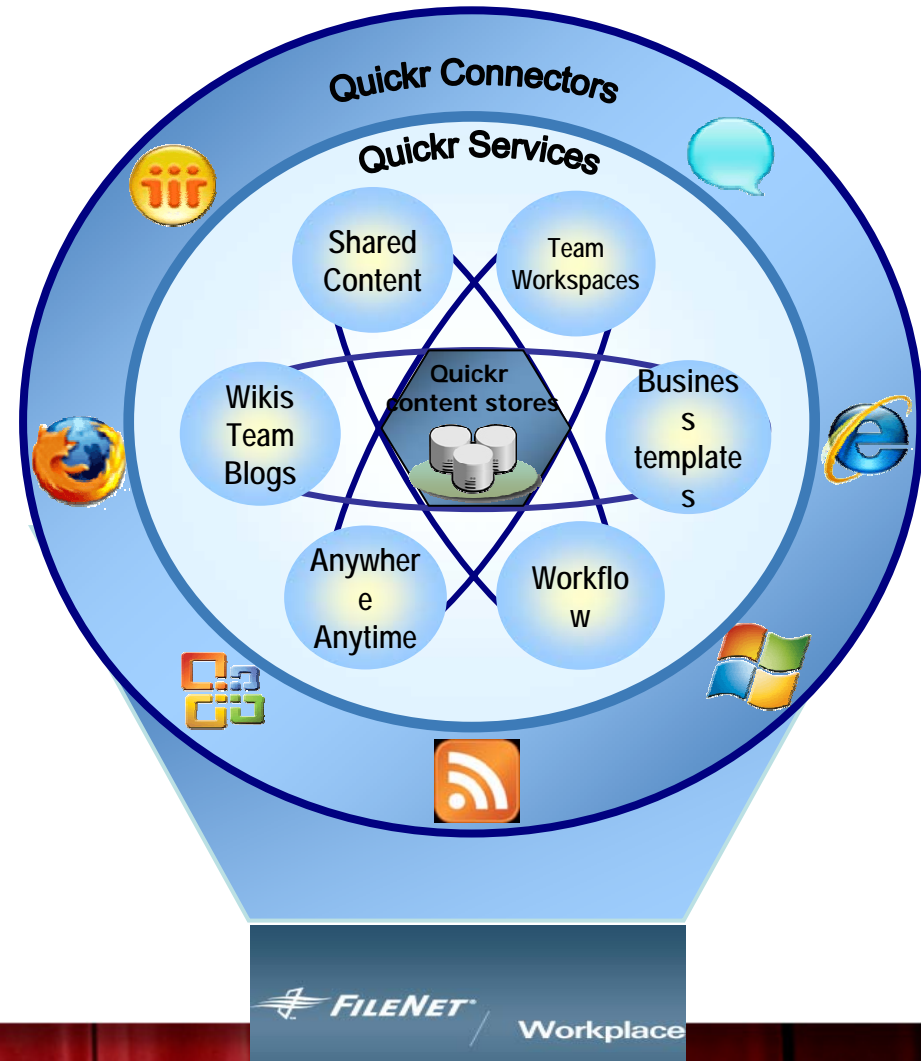 Quickr Connectors
Quickr Services
Shared
Content
Team
Workspaces
Quickr
content stores
Wikis
Team
Blogs
Busines
s
template
s
Anywher
e
Anytime
Workflo
w
FILENET
Workplace